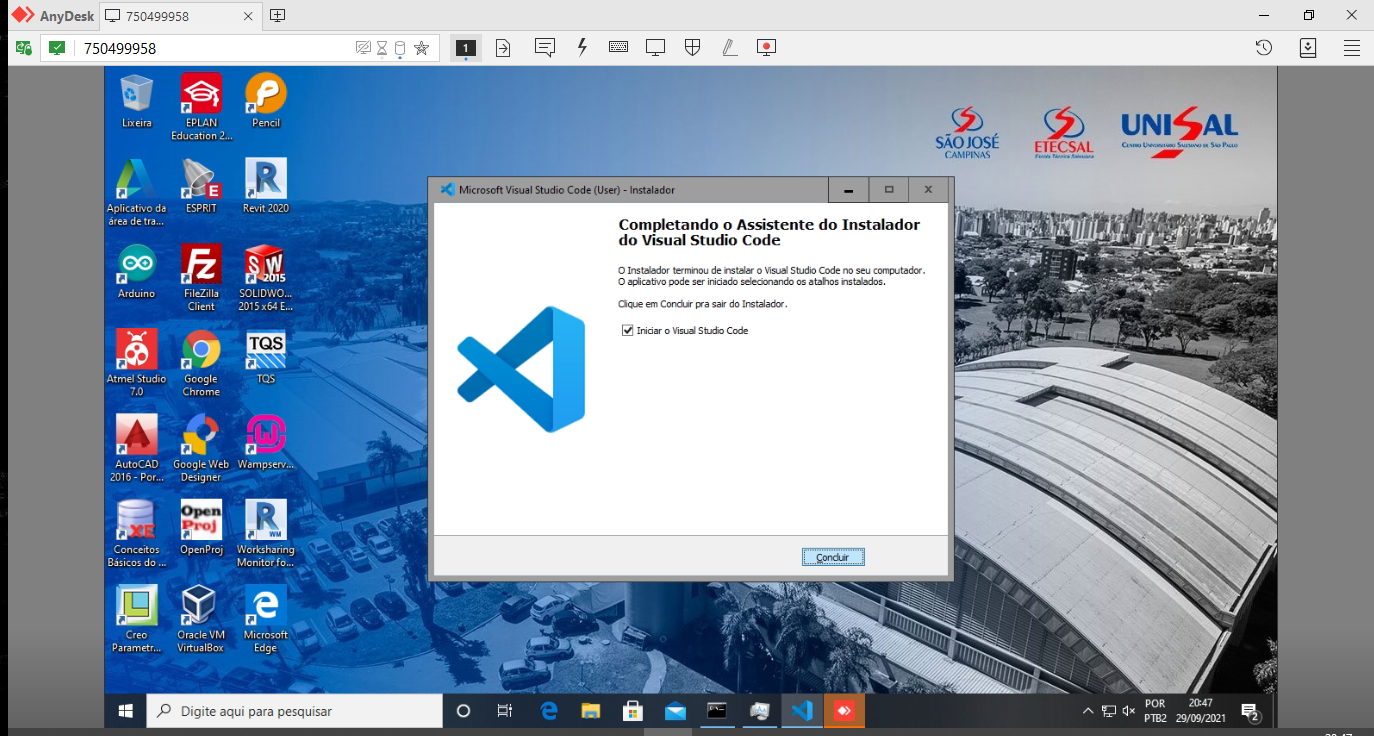 AnyDesk
750499958
750499958
1
Lixeira
EPLAN
Education 2...
Pencil
Aplicativo da
área de tra...
ESPRIT
Revit 2020
Arduino
FileZilla
Client
SOLIDWO...
2015 x64 E...
Atmel Studio
7.0
Google
Chrome
TQS
TQS
AutoCAD
2016 - Por...
Google Web
Designer
Wampserv...
Conceitos
Básicos do ...
Open
Proj
OpenProj
Worksharing
Monitor fo...
Creo
Parametr...
Oracle VM
VirtualBox
Microsoft
Edge
SÃO JOSÉ
CAMPINAS
ETECSAL
Escola Técnica Salesiana
UNISAL
Centro Universitário Salesiano de São Paulo
Microsoft Visual Studio Code (User) - Instalador
Completando o Assistente do Instalador
do Visual Studio Code
O Instalador terminou de instalar o Visual Studio Code no seu computador.
O aplicativo pode ser iniciado selecionando os atalhos instalados.
Clique em Concluir pra sair do Instalador.
Iniciar o Visual Studio Code
Concluir
Digite aqui para pesquisar
POR
PTB2
20:47
29/09/2021
2